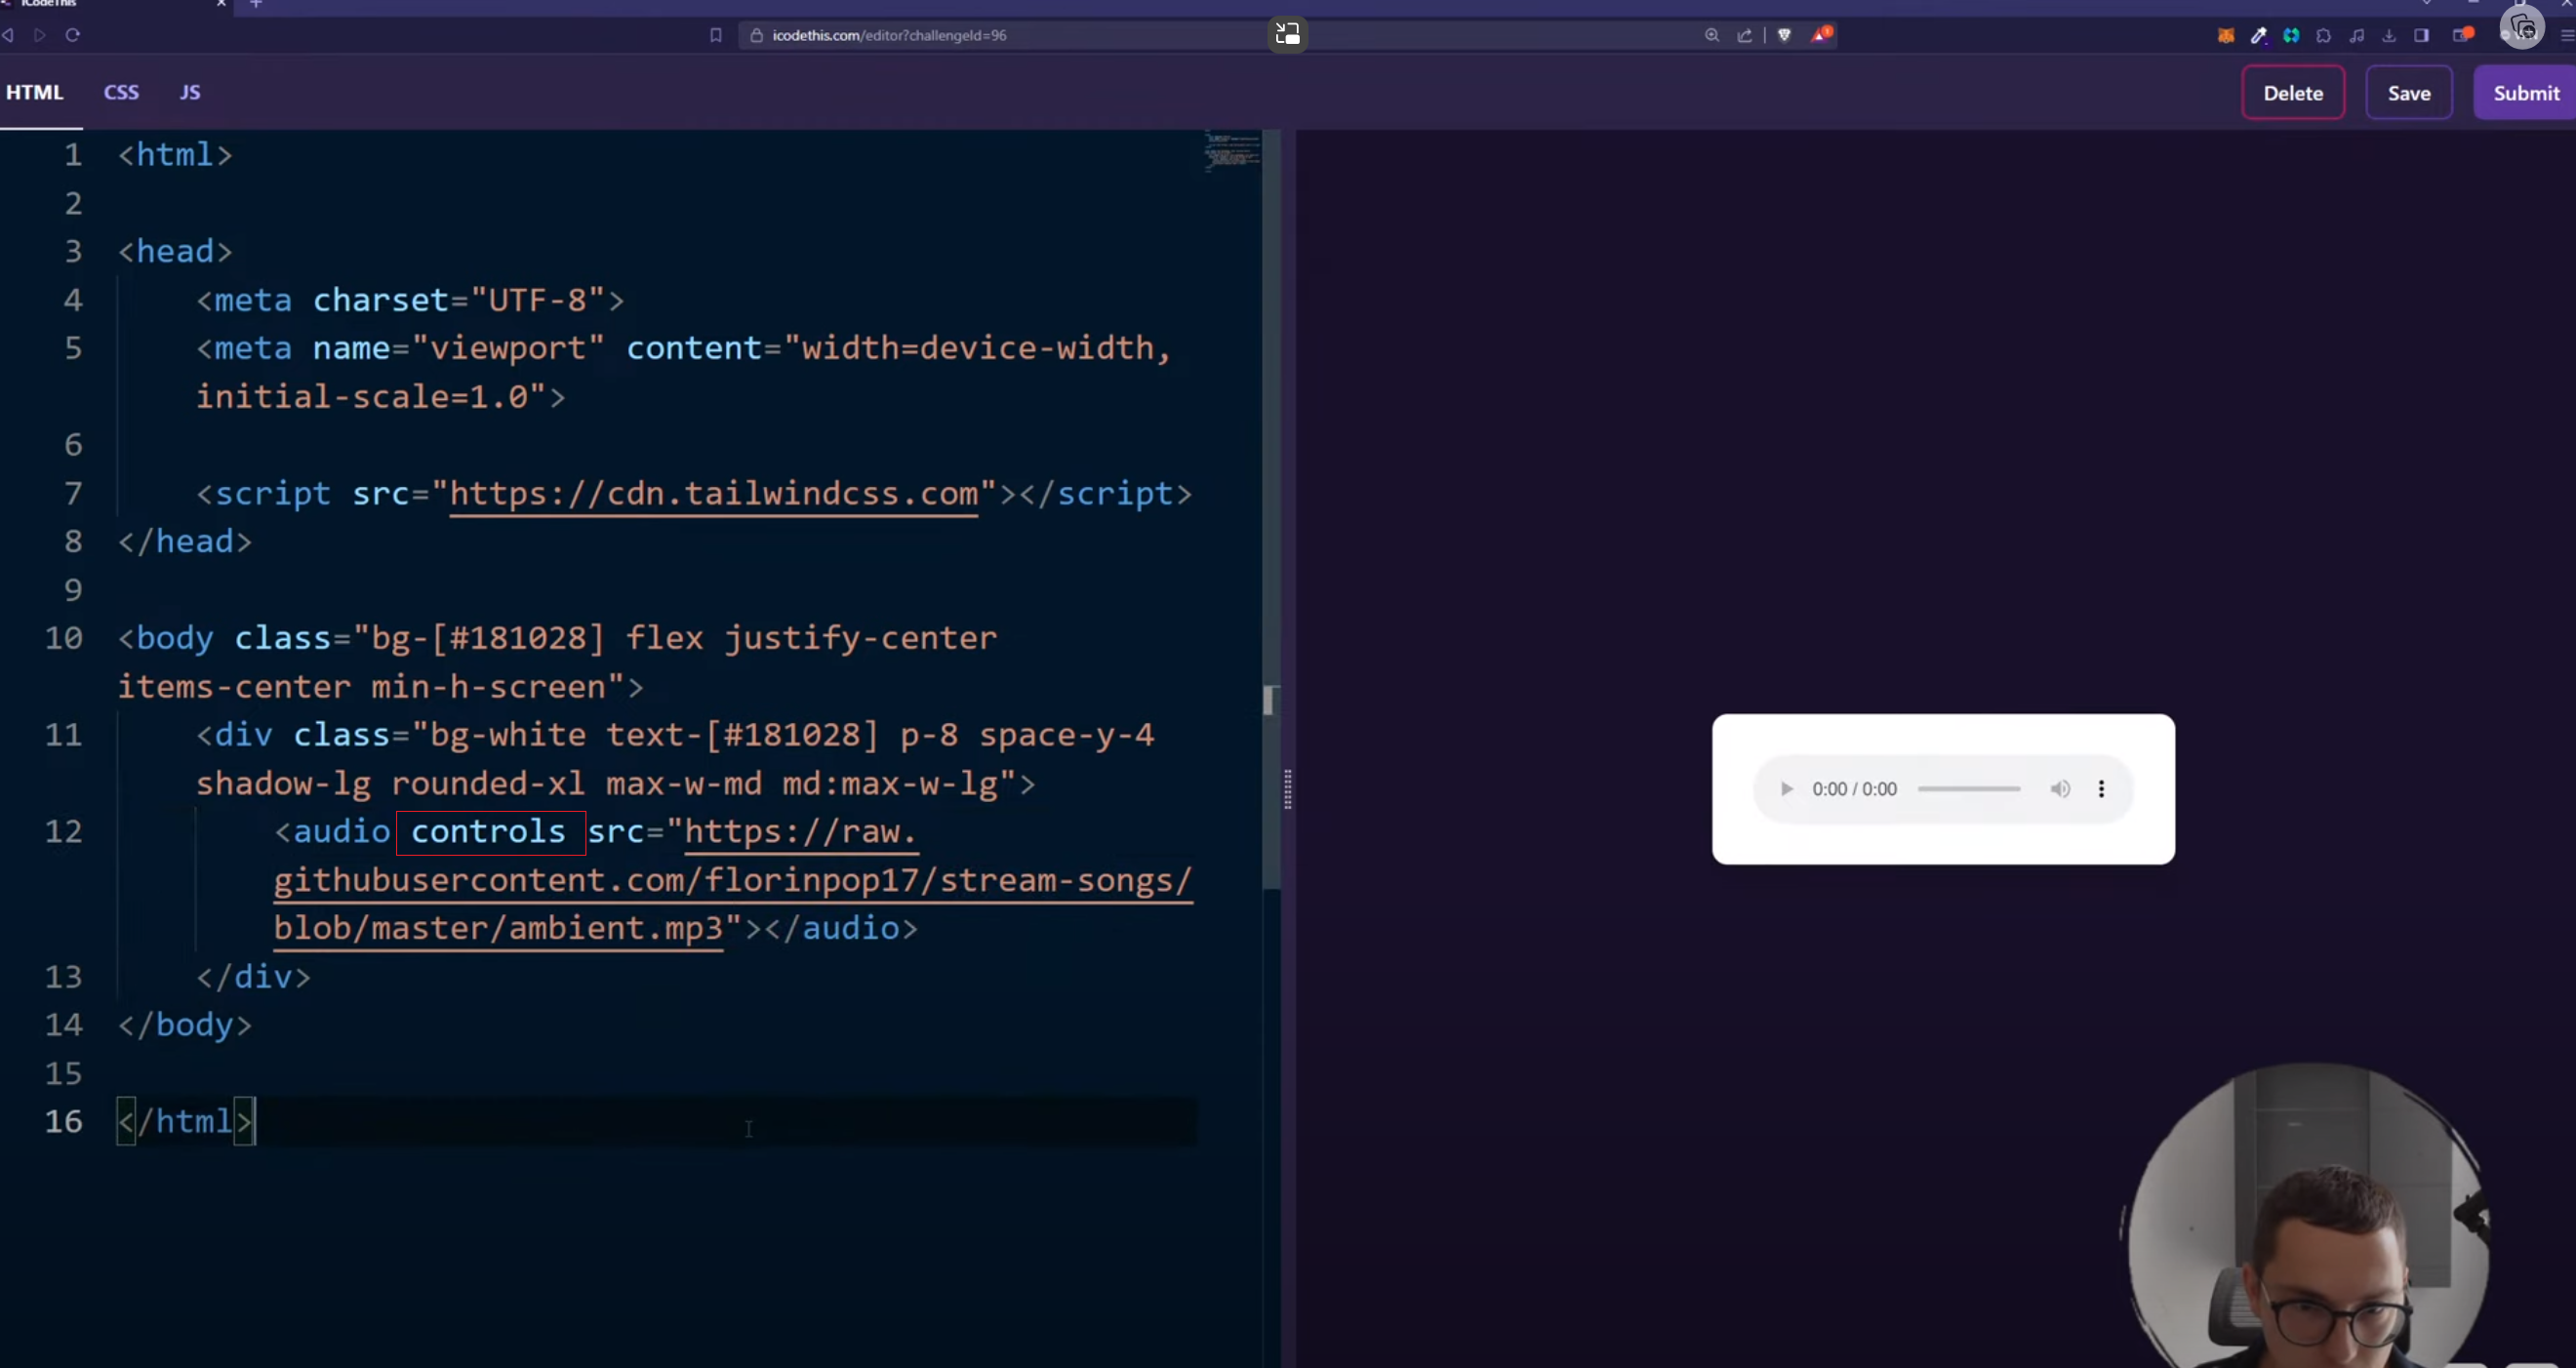 iCodeThis
icodethis.com/editor?challengeId=96
1
HTML CSS JS
Delete Save Submit
1 <html>
2
3 <head>
4 <meta charset="UTF-8">
5 <meta name="viewport" content="width=device-width,
initial-scale=1.0">
6
7 <script src="https://cdn.tailwindcss.com"></script>
8 </head>
9
10 <body class="bg-[#181028] flex justify-center
items-center min-h-screen">
11 <div class="bg-white text-[#181028] p-8 space-y-4
shadow-lg rounded-xl max-w-md md:max-w-lg">
12 <audio controls src="https://raw.
githubusercontent.com/florinpop17/stream-songs/
blob/master/ambient.mp3"></audio>
13 </div>
14 </body>
15
16 </html>
0:00 / 0:00